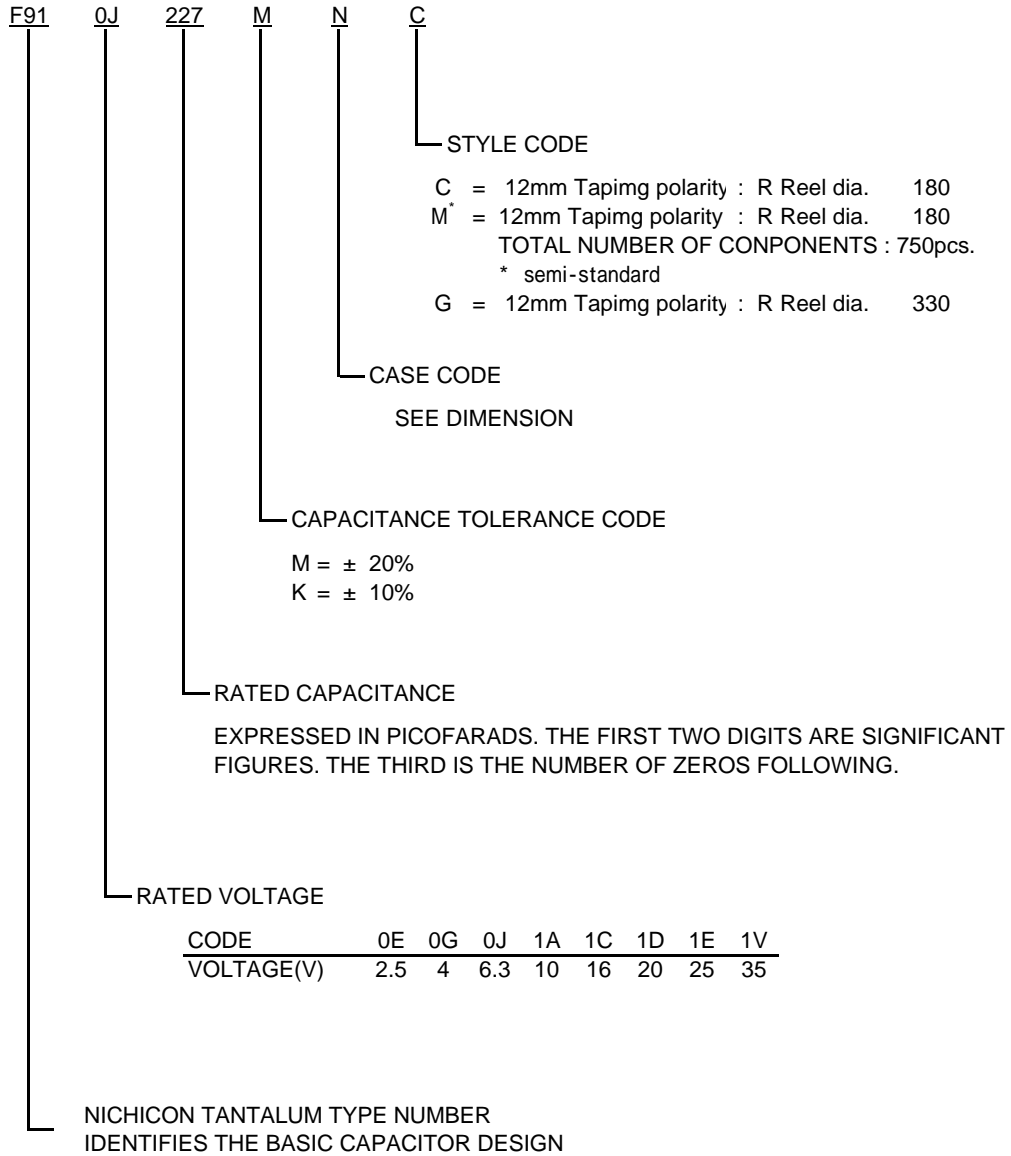 F91 0J 227 M N C
STYLE CODE
C = 12mm Tapimg polarity : R Reel dia. 180
M* = 12mm Tapimg polarity : R Reel dia. 180
TOTAL NUMBER OF CONPONENTS : 750pcs.
* semi-standard
G = 12mm Tapimg polarity : R Reel dia. 330
CASE CODE
SEE DIMENSION
CAPACITANCE TOLERANCE CODE
M = ± 20%
K = ± 10%
RATED CAPACITANCE
EXPRESSED IN PICOFARADS. THE FIRST TWO DIGITS ARE SIGNIFICANT
FIGURES. THE THIRD IS THE NUMBER OF ZEROS FOLLOWING.
RATED VOLTAGE
CODE 0E 0G 0J 1A 1C 1D 1E 1V
VOLTAGE(V) 2.5 4 6.3 10 16 20 25 35
NICHICON TANTALUM TYPE NUMBER
IDENTIFIES THE BASIC CAPACITOR DESIGN